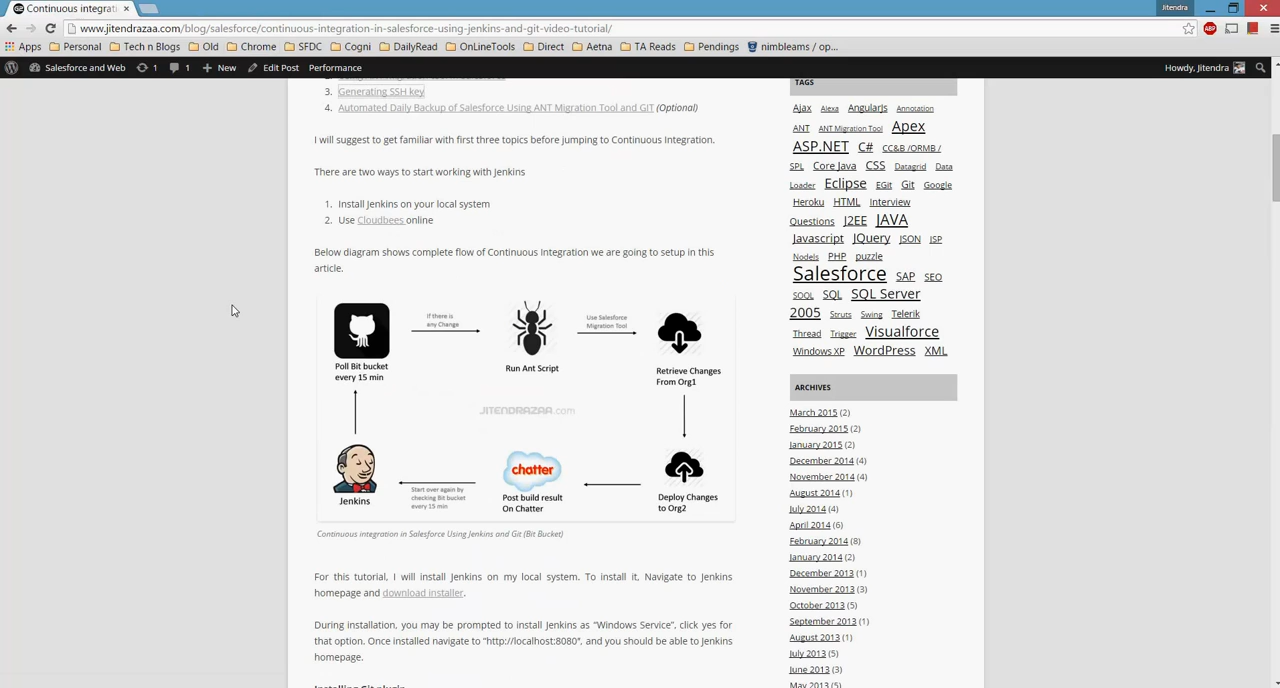 Continuous integrati
Jitendra
www.jitendrazaa.com/blog/salesforce/continuous-integration-in-salesforce-using-jenkins-and-git-video-tutorial/
Apps Personal Tech n Blogs Old Chrome SFDC Cogni DailyRead OnLineTools Direct Aetna TA Reads Pendings nimbleams / op...
Salesforce and Web 1 1 New Edit Post Performance Howdy, Jitendra
3. Generating SSH key
4. Automated Daily Backup of Salesforce Using ANT Migration Tool and GIT (Optional)
I will suggest to get familiar with first three topics before jumping to Continuous Integration.
There are two ways to start working with Jenkins
1. Install Jenkins on your local system
2. Use Cloudbees online
Below diagram shows complete flow of Continuous Integration we are going to setup in this
article.
If there is
any Change
Use Salesforce
Migration Tool
Poll Bit bucket
every 15 min
Run Ant Script
Retrieve Changes
From Org1
JITENDRAZAA.com
chatter
Jenkins
Start over again by
checking Bit bucket
every 15 min
Post build result
On Chatter
Deploy Changes
to Org2
Continuous integration in Salesforce Using Jenkins and Git (Bit Bucket)
For this tutorial, I will install Jenkins on my local system. To install it, Navigate to Jenkins
homepage and download installer.
During installation, you may be prompted to install Jenkins as “Windows Service”, click yes for
that option. Once installed navigate to “http://localhost:8080″, and you should be able to Jenkins
homepage.
Installing Git plugin
TAGS
Ajax Alexa AngularJs Annotation
ANT ANT Migration Tool Apex
ASP.NET C# CC&B /ORMB /
SPL Core Java CSS Datagrid Data
Loader Eclipse EGit Git Google
Heroku HTML Interview
Questions J2EE JAVA
Javascript JQuery JSON JSP
NodeJs PHP puzzle
Salesforce SAP SEO
SOQL SQL SQL Server
2005 Struts Swing Telerik
Thread Trigger Visualforce
Windows XP WordPress XML
ARCHIVES
March 2015 (2)
February 2015 (2)
January 2015 (2)
December 2014 (4)
November 2014 (4)
August 2014 (1)
July 2014 (4)
April 2014 (6)
February 2014 (8)
January 2014 (2)
December 2013 (1)
November 2013 (3)
October 2013 (5)
September 2013 (1)
August 2013 (1)
July 2013 (5)
June 2013 (3)
May 2013 (5)